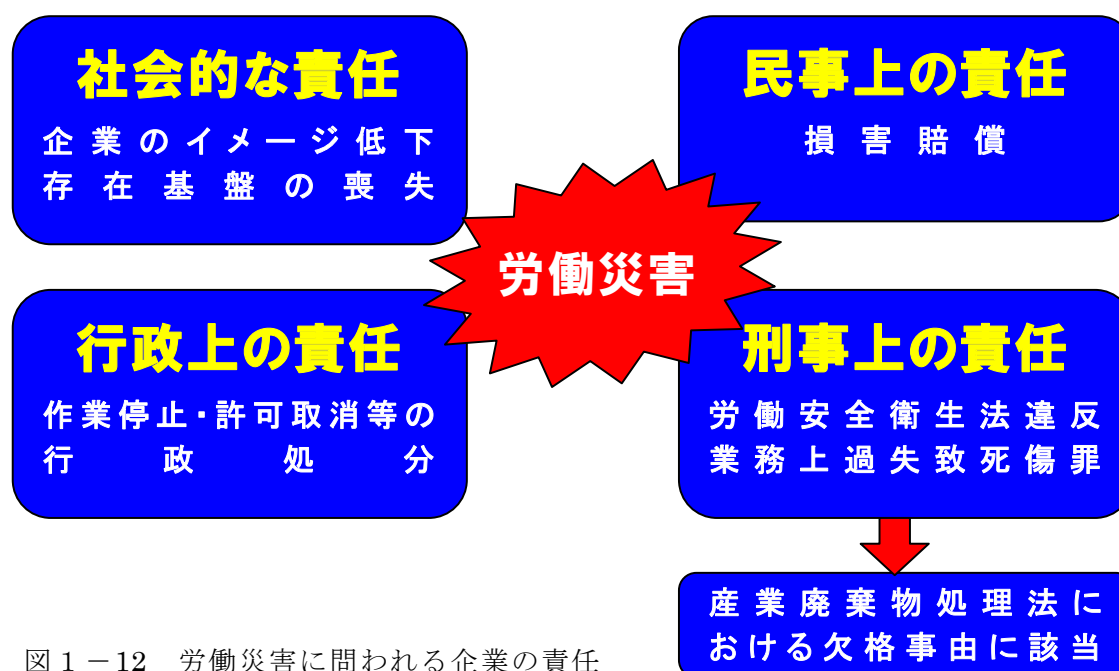 社会的な責任
企業のイメージ低下
存在基盤の喪失
民事上の責任
損害賠償
労働災害
行政上の責任
作業停止・許可取消等の
行政処分
刑事上の責任
労働安全衛生法違反
業務上過失致死傷罪
産業廃棄物処理法に
おける欠格事由に該当
図1-12 労働災害に問われる企業の責任